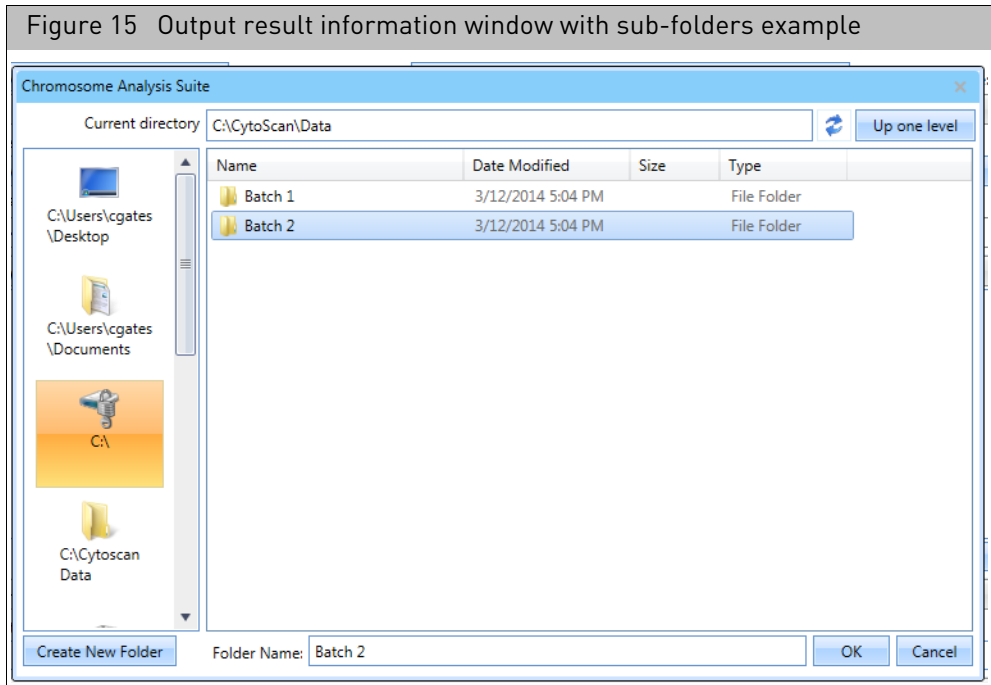 Figure 15 Output result information window with sub-folders example
Chromosome Analysis Suite
Current directory C:\CytoScan\Data Up one level
Name Date Modified Size Type
Batch 1 3/12/2014 5:04 PM File Folder
Batch 2 3/12/2014 5:04 PM File Folder
C:\Users\cgates
\Desktop
C:\Users\cgates
\Documents
C:\
C:\Cytoscan
Data
Create New Folder Folder Name: Batch 2 OK Cancel